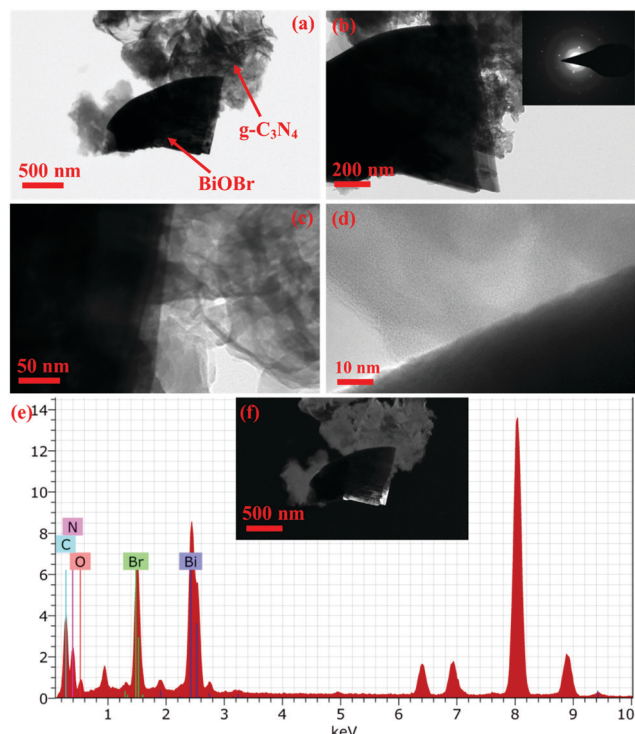 (a)
g-C₃N₄
BiOBr
500 nm
(b)
200 nm
(c)
50 nm
(d)
10 nm
(e)
(f)
500 nm
14
12
10
8
6
4
2
0
N
C
O
Br
Bi
1 2 3 4 5 6 7 8 9 10
keV